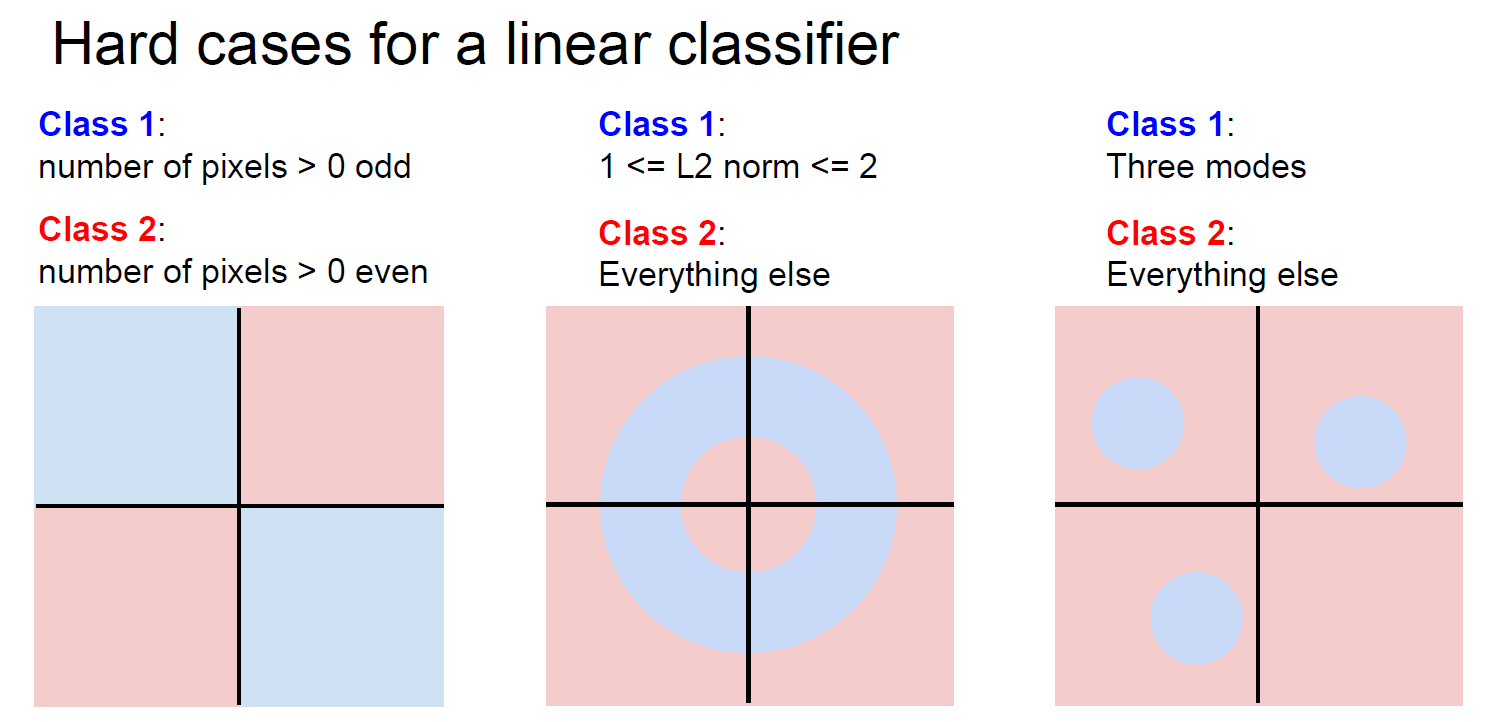 Hard cases for a linear classifier
Class 1:
number of pixels > 0 odd
Class 2:
number of pixels > 0 even
Class 1:
1 <= L2 norm <= 2
Class 2:
Everything else
Class 1:
Three modes
Class 2:
Everything else